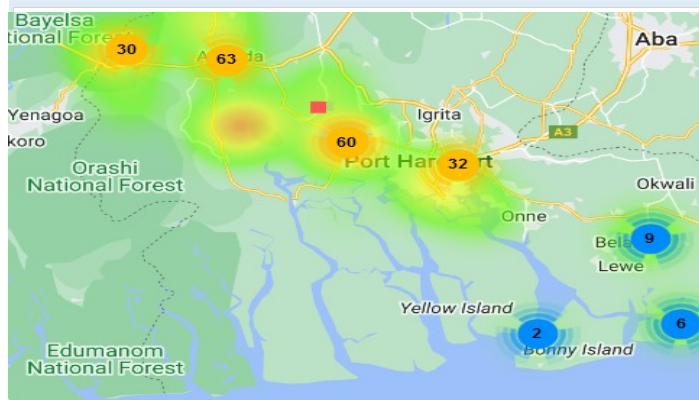 Bayelsa
National Forest
30
63
Aba
Yenagoa
Igrita
A3
60
Port Harcourt
32
Orashi
National Forest
Okwali
Onne
9
Lewe
Yellow Island
2
6
Bonny Island
Edumanom
National Forest